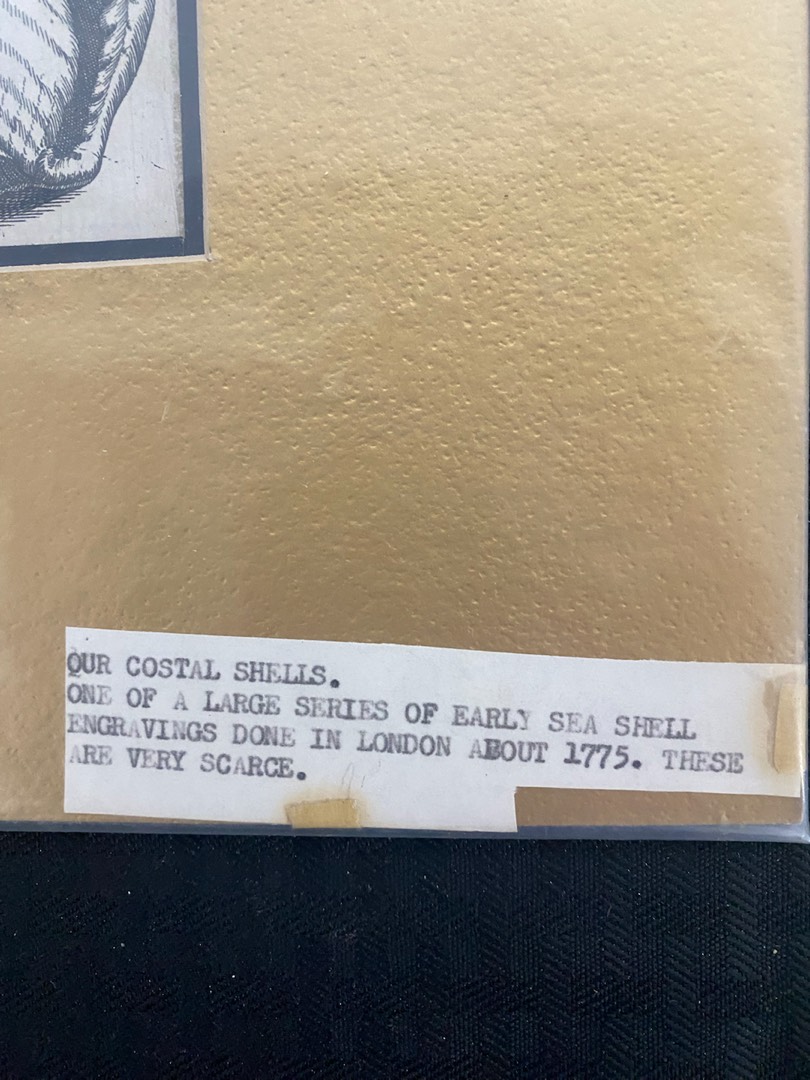 OUR COSTAL SHELLS.
ONE OF A LARGE SERIES OF EARLY SEA SHELL
ENGRAVINGS DONE IN LONDON ABOUT 1775. THESE
ARE VERY SCARCE.